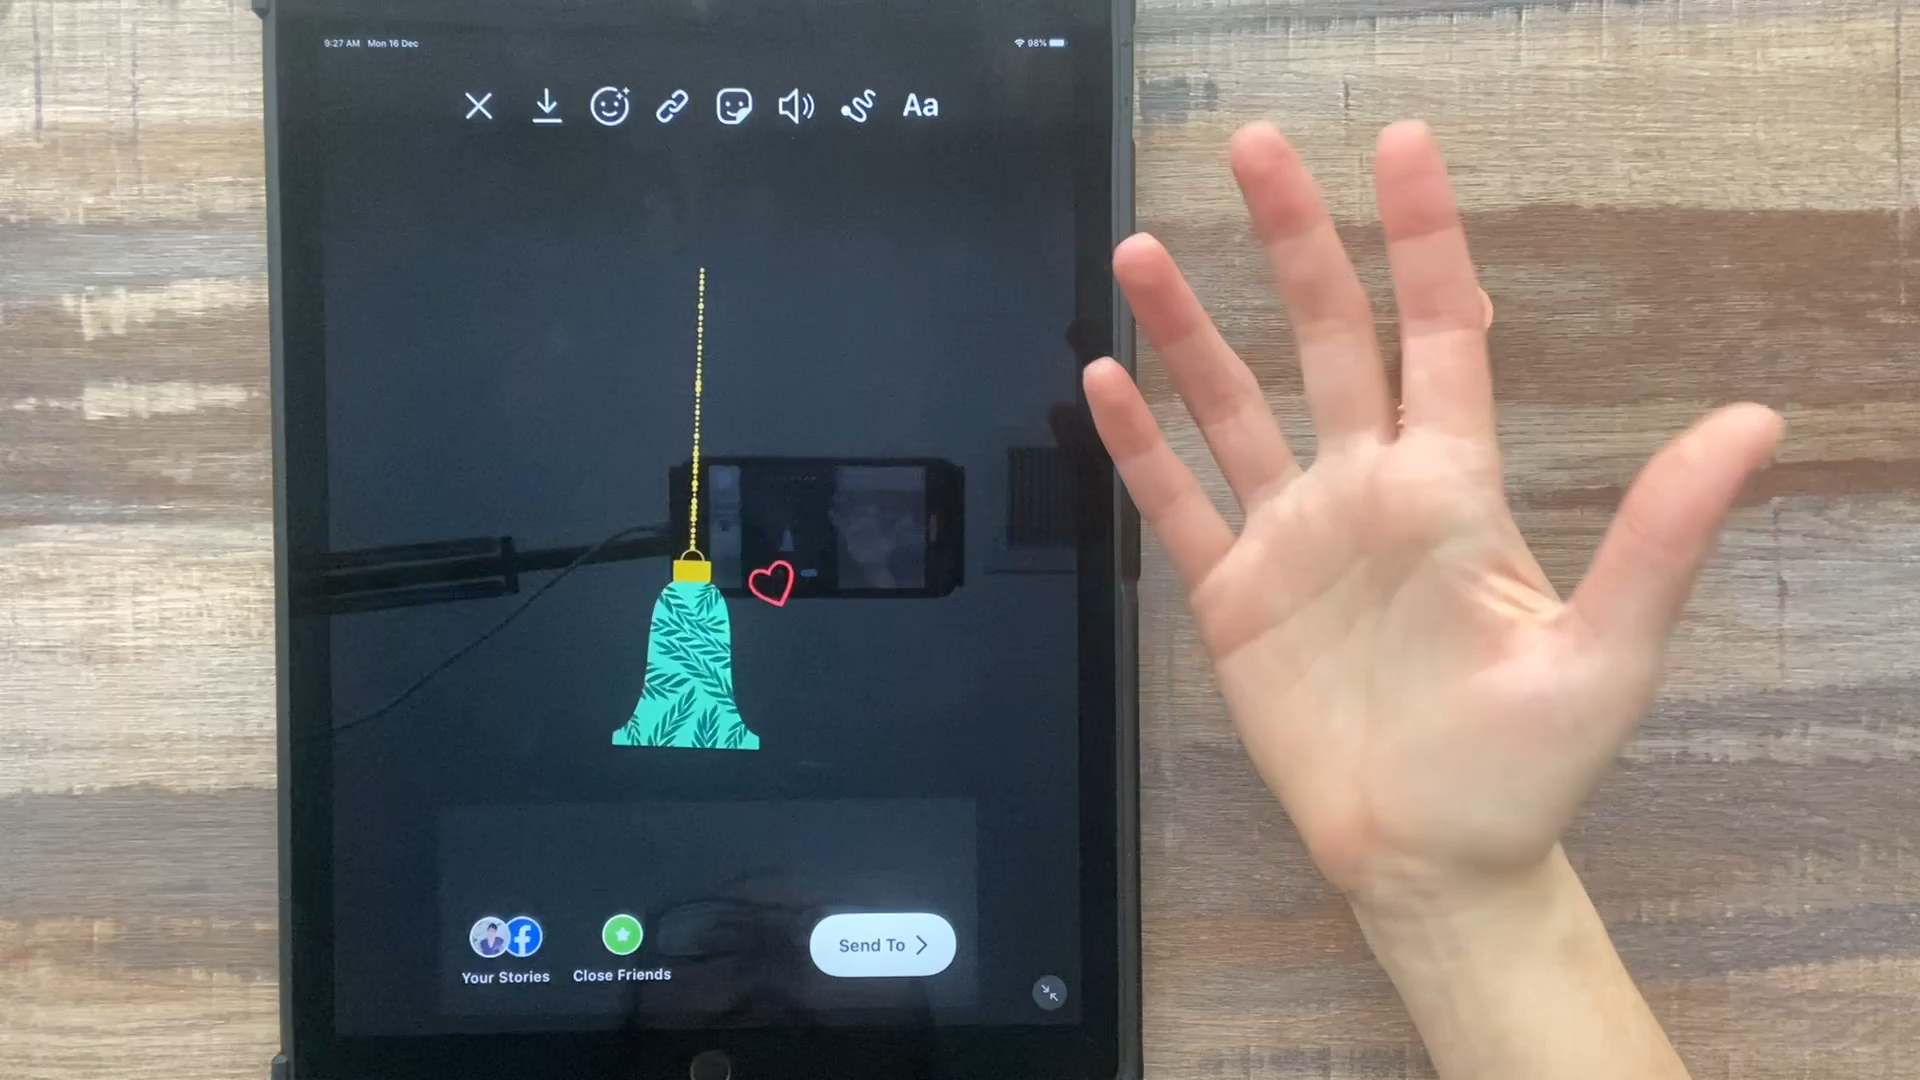 9:27 AM Mon 16 Dec
98%
Aa
Send To
Your Stories
Close Friends